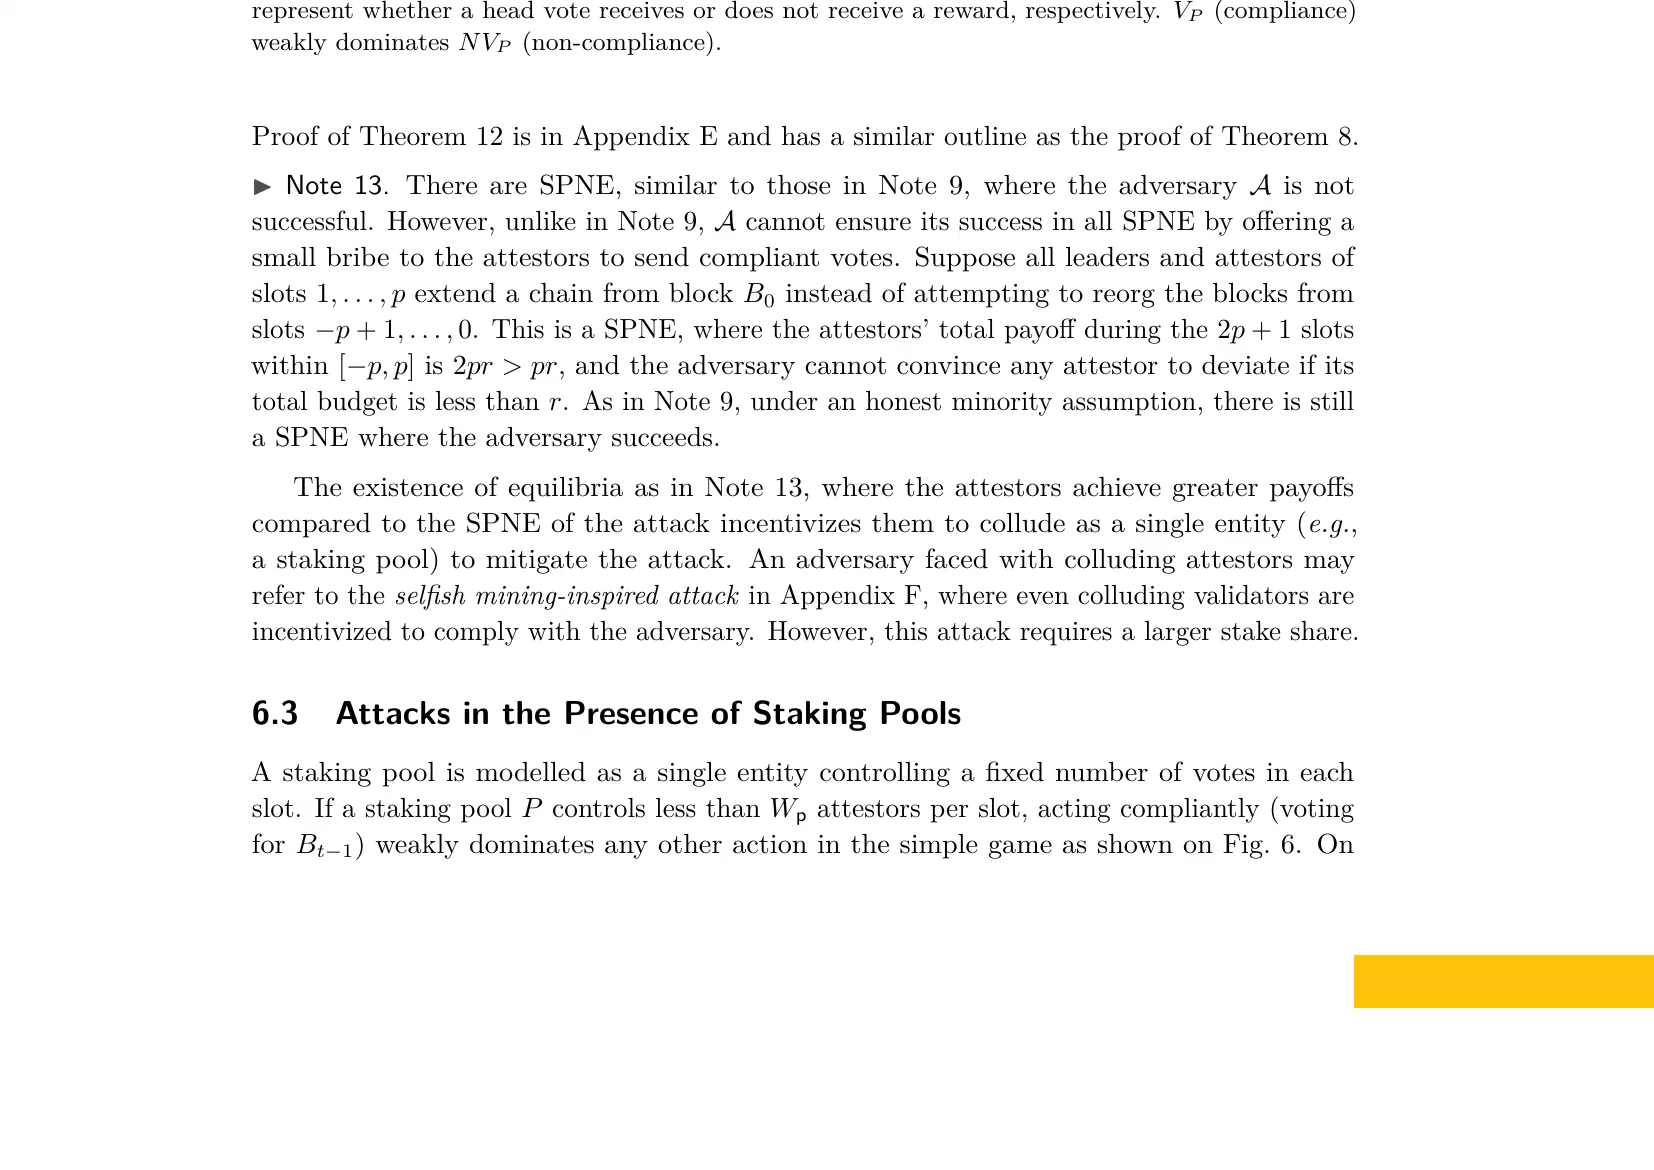 represent whether a head vote receives or does not receive a reward, respectively. V_P (compliance)
weakly dominates NV_P (non-compliance).
Proof of Theorem 12 is in Appendix E and has a similar outline as the proof of Theorem 8.
▶ Note 13. There are SPNE, similar to those in Note 9, where the adversary 𝒜 is not
successful. However, unlike in Note 9, 𝒜 cannot ensure its success in all SPNE by offering a
small bribe to the attestors to send compliant votes. Suppose all leaders and attestors of
slots 1, . . . , p extend a chain from block B_0 instead of attempting to reorg the blocks from
slots −p + 1, . . . , 0. This is a SPNE, where the attestors’ total payoff during the 2p + 1 slots
within [−p, p] is 2pr > pr, and the adversary cannot convince any attestor to deviate if its
total budget is less than r. As in Note 9, under an honest minority assumption, there is still
a SPNE where the adversary succeeds.
The existence of equilibria as in Note 13, where the attestors achieve greater payoffs
compared to the SPNE of the attack incentivizes them to collude as a single entity (e.g.,
a staking pool) to mitigate the attack. An adversary faced with colluding attestors may
refer to the selfish mining-inspired attack in Appendix F, where even colluding validators are
incentivized to comply with the adversary. However, this attack requires a larger stake share.
6.3 Attacks in the Presence of Staking Pools
A staking pool is modelled as a single entity controlling a fixed number of votes in each
slot. If a staking pool P controls less than W_p attestors per slot, acting compliantly (voting
for B_{t−1}) weakly dominates any other action in the simple game as shown on Fig. 6. On